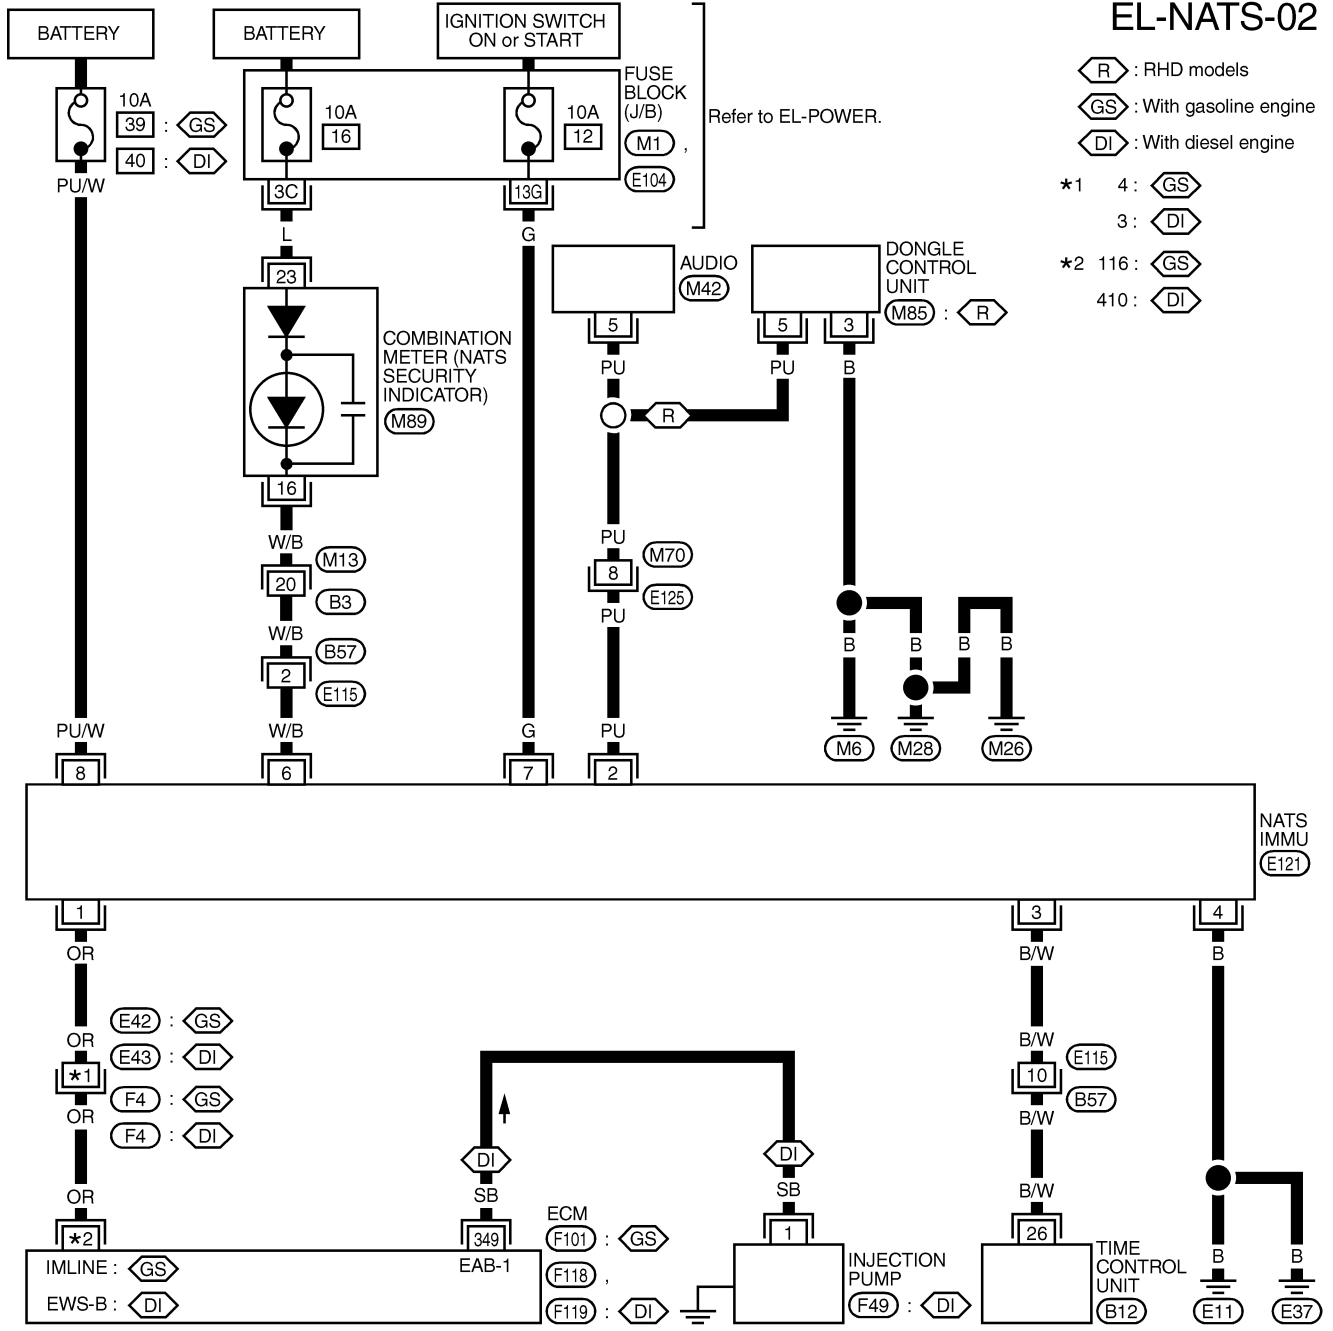 EL-NATS-02
BATTERY
BATTERY
IGNITION SWITCH
ON or START
R : RHD models
GS : With gasoline engine
DI : With diesel engine
*1 4 : GS
3 : DI
*2 116 : GS
410 : DI
10A
39 : GS
40 : DI
10A
16
10A
12
FUSE
BLOCK
(J/B)
M1 ,
E104
Refer to EL-POWER.
PU/W
3C
13G
L
G
23
AUDIO
M42
DONGLE
CONTROL
UNIT
M85 : R
5
5
3
COMBINATION
METER (NATS
SECURITY
INDICATOR)
M89
PU
PU
B
R
16
W/B
M13
20
B3
W/B
B57
2
E115
PU
M70
8
E125
PU
B
B
B
B
M6
M28
M26
PU/W
W/B
G
PU
8
6
7
2
NATS
IMMU
E121
1
3
4
OR
B/W
B
E42 : GS
OR
E43 : DI
*1
F4 : GS
OR
F4 : DI
B/W
E115
10
B57
B/W
DI
DI
OR
SB
SB
B/W
*2
349
1
26
ECM
F101 : GS
F118 ,
F119 : DI
IMLINE : GS
EWS-B : DI
EAB-1
INJECTION
PUMP
F49 : DI
TIME
CONTROL
UNIT
B12
B
B
E11
E37